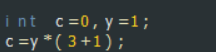 int c=0,y=1;
c=y*(3+1);